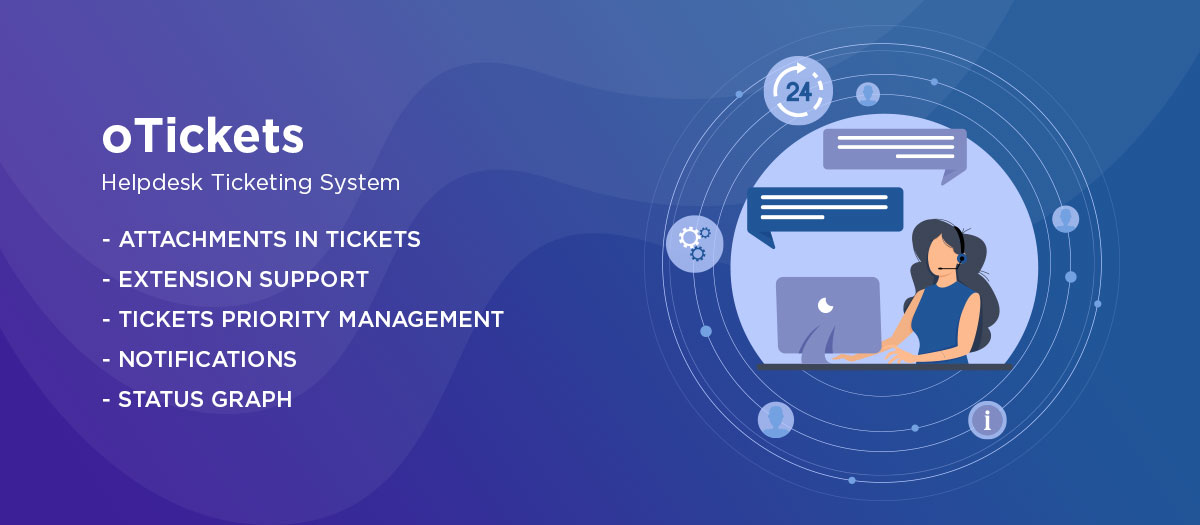 oTickets
Helpdesk Ticketing System
- ATTACHMENTS IN TICKETS
- EXTENSION SUPPORT
- TICKETS PRIORITY MANAGEMENT
- NOTIFICATIONS
- STATUS GRAPH
24
i